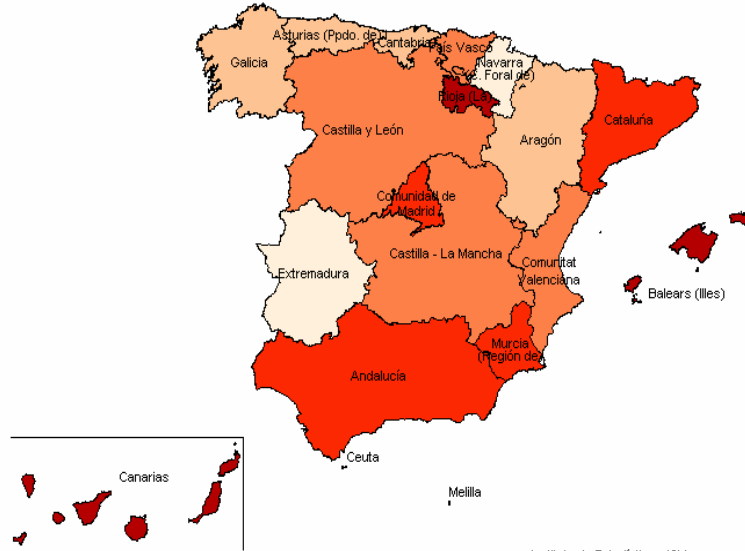 Asturias (Ppdo. de)
Cantabria
País Vasco
Galicia
Navarra
(C. Foral de)
Rioja (La)
Cataluña
Castilla y León
Aragón
Comunidad de
Madrid
Castilla - La Mancha
Comunitat
Valenciana
Extremadura
Balears (Illes)
Murcia
(Región de
Andalucía
Ceuta
Canarias
Melilla